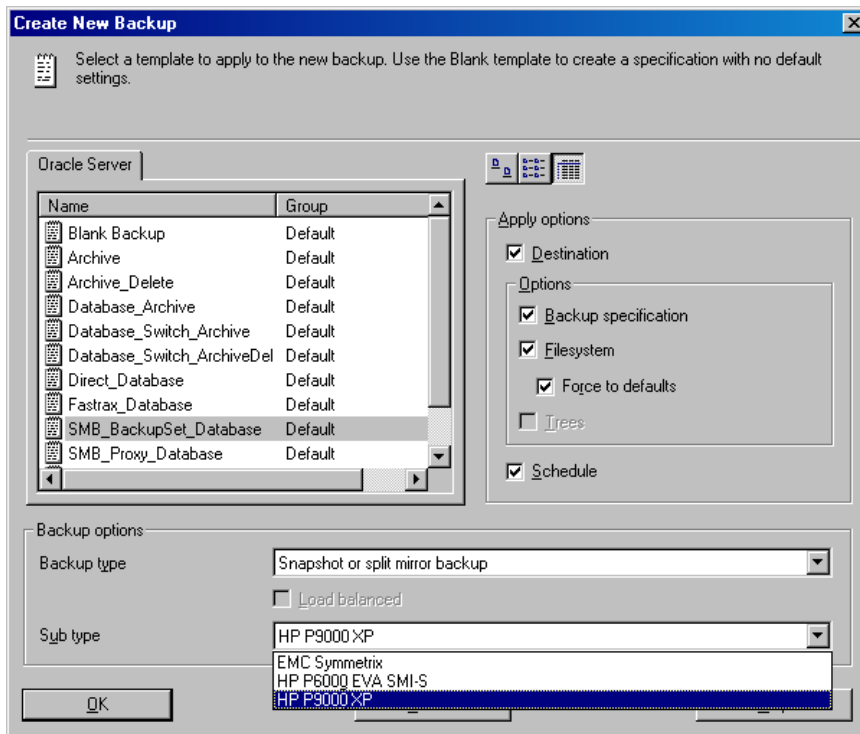 Create New Backup
Select a template to apply to the new backup. Use the Blank template to create a specification with no default
settings.
Oracle Server
Name Group
Blank Backup Default
Archive Default
Archive_Delete Default
Database_Archive Default
Database_Switch_Archive Default
Database_Switch_ArchiveDel Default
Direct_Database Default
Fastrax_Database Default
SMB_BackupSet_Database Default
SMB_Proxy_Database Default
Apply options
Destination
Options
Backup specification
Filesystem
Force to defaults
Trees
Schedule
Backup options
Backup type Snapshot or split mirror backup
Load balanced
Sub type HP P9000 XP
EMC Symmetrix
HP P6000 EVA SMI-S
HP P9000 XP
OK